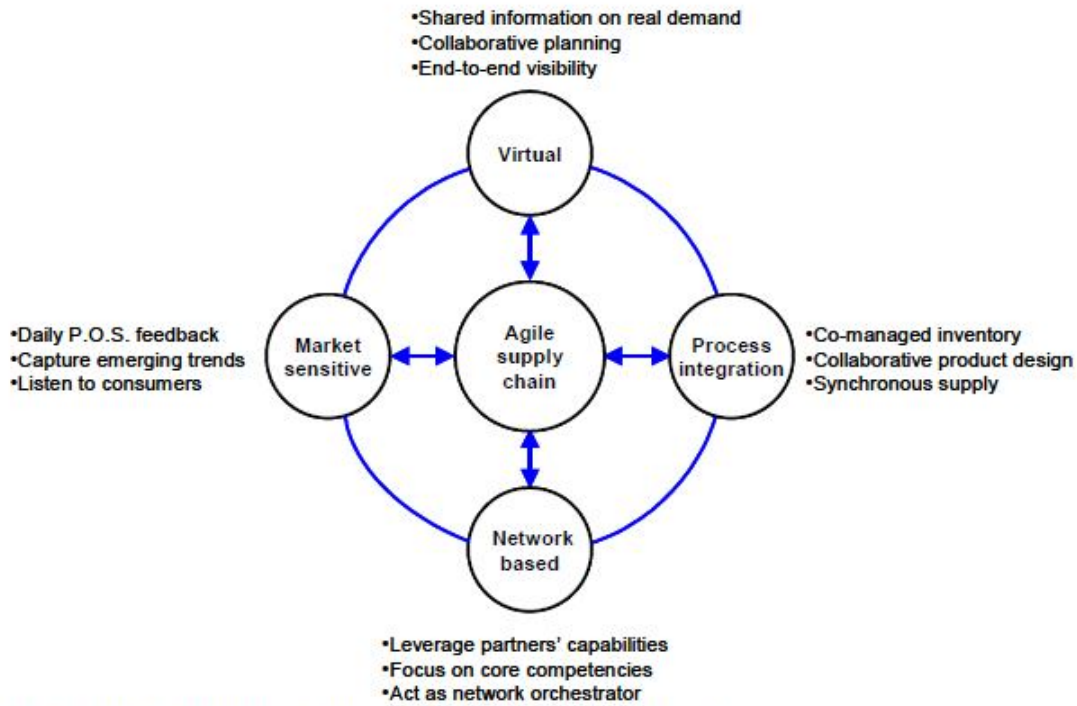 •Shared information on real demand
•Collaborative planning
•End-to-end visibility
Virtual
•Daily P.O.S. feedback
•Capture emerging trends
•Listen to consumers
Market
sensitive
Agile
supply
chain
Process
integration
•Co-managed inventory
•Collaborative product design
•Synchronous supply
Network
based
•Leverage partners’ capabilities
•Focus on core competencies
•Act as network orchestrator